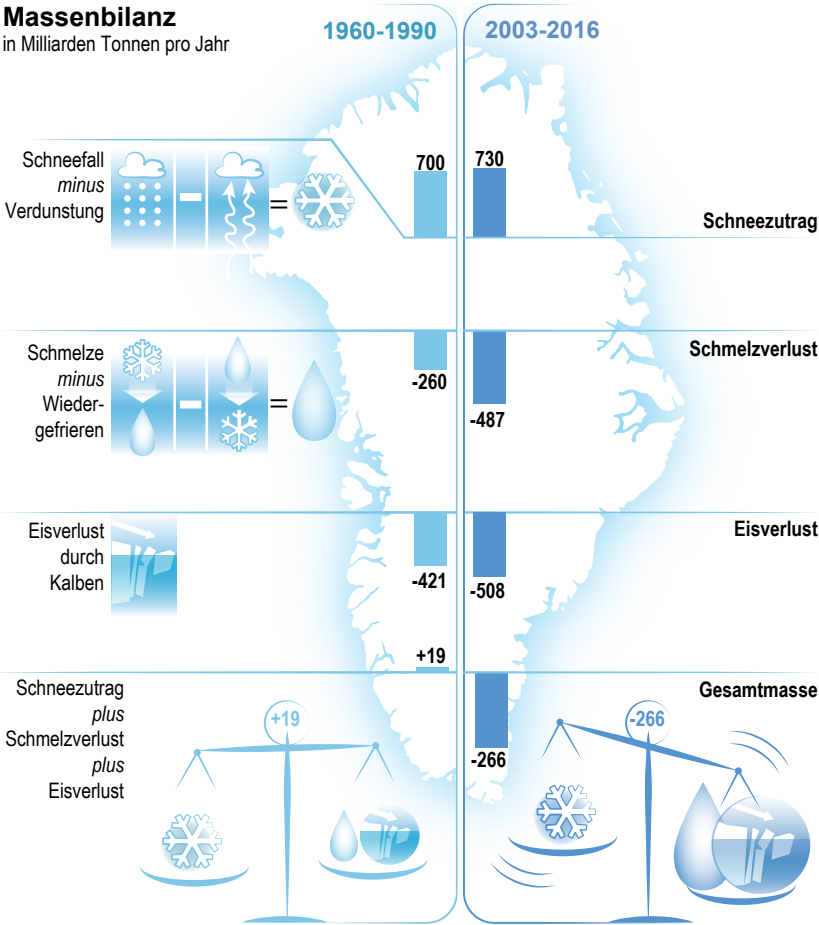 Massenbilanz
in Milliarden Tonnen pro Jahr
1960-1990
2003-2016
Schneefall
minus
Verdunstung
=
700
730
Schneezutrag
Schmelze
minus
Wieder-
gefrieren
=
-260
-487
Schmelzverlust
Eisverlust
durch
Kalben
-421
-508
Eisverlust
+19
Schneezutrag
plus
Schmelzverlust
plus
Eisverlust
+19
-266
-266
Gesamtmasse